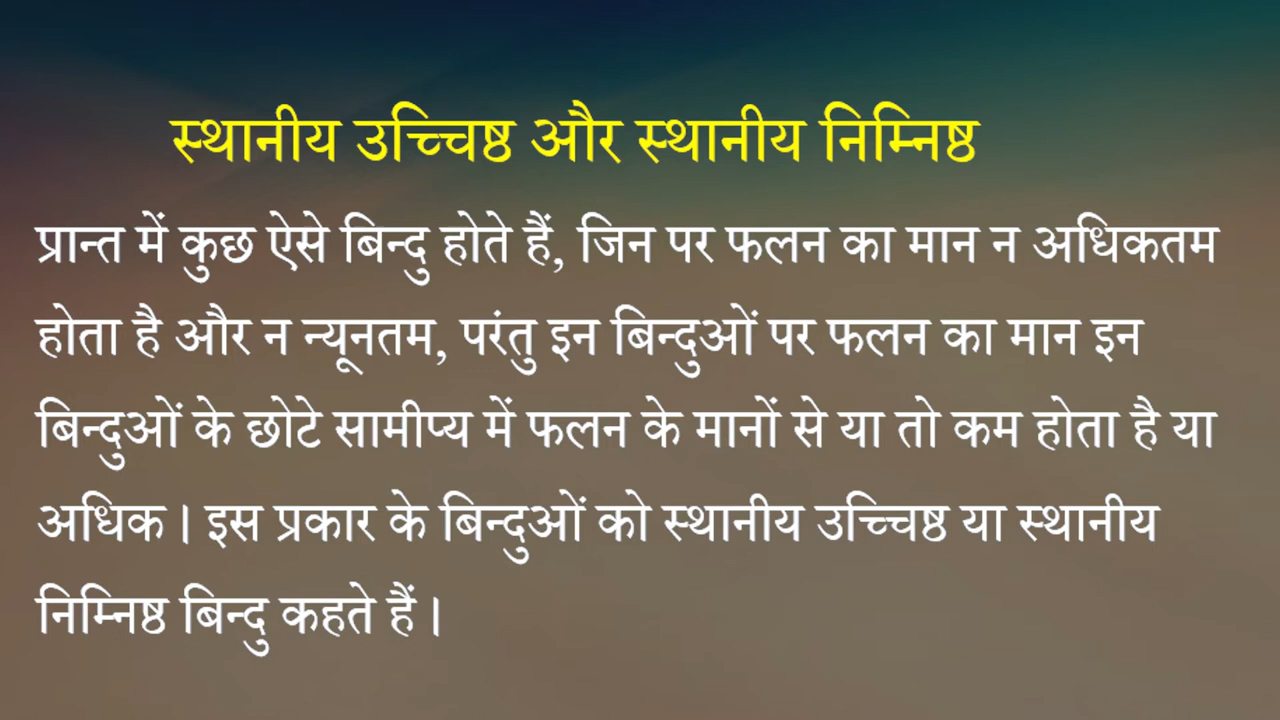 स्थानीय उच्चिष्ठ और स्थानीय निम्निष्ठ
प्रान्त में कुछ ऐसे बिन्दु होते हैं, जिन पर फलन का मान न अधिकतम
होता है और न न्यूनतम, परंतु इन बिन्दुओं पर फलन का मान इन
बिन्दुओं के छोटे सामीप्य में फलन के मानों से या तो कम होता है या
अधिक। इस प्रकार के बिन्दुओं को स्थानीय उच्चिष्ठ या स्थानीय
निम्निष्ठ बिन्दु कहते हैं।